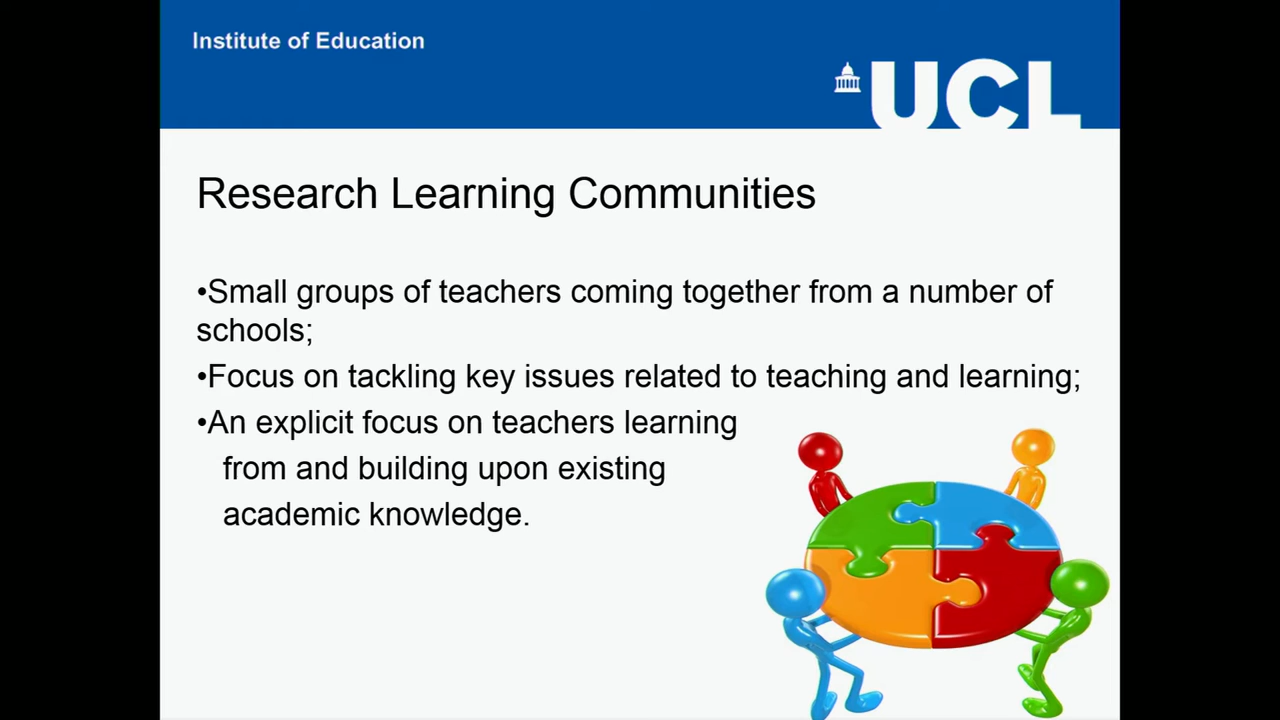 Institute of Education
UCL
Research Learning Communities
•Small groups of teachers coming together from a number of
schools;
•Focus on tackling key issues related to teaching and learning;
•An explicit focus on teachers learning
from and building upon existing
academic knowledge.